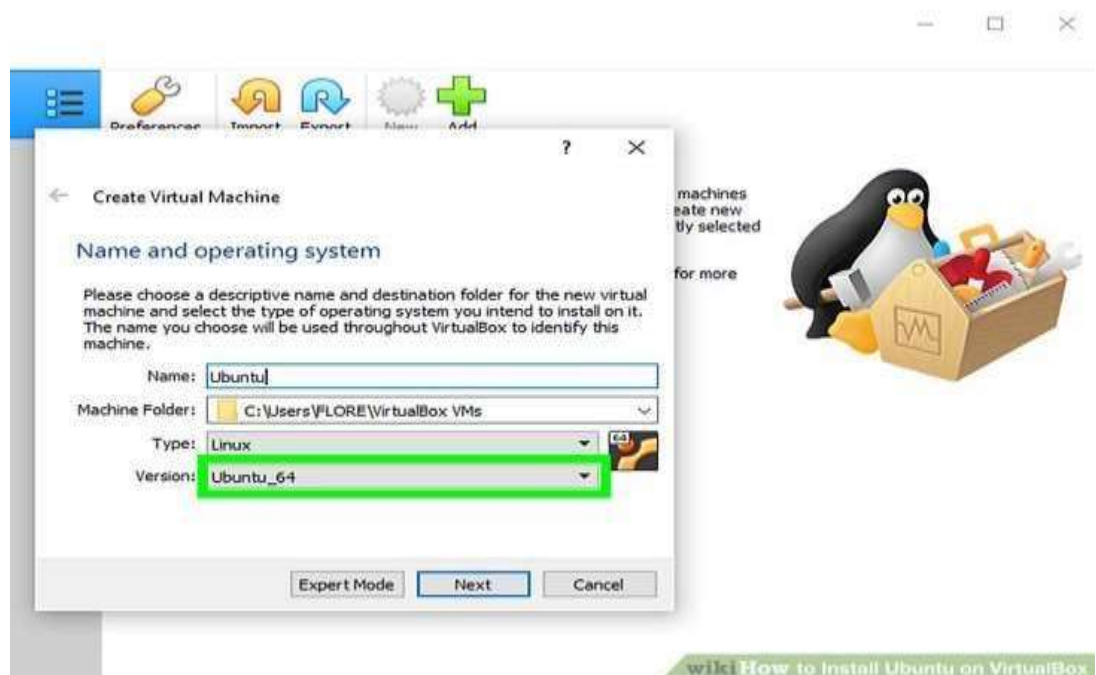 Preferences Import Export New Add
?
Create Virtual Machine
machines
eate new
tly selected
Name and operating system
for more
Please choose a descriptive name and destination folder for the new virtual
machine and select the type of operating system you intend to install on it.
The name you choose will be used throughout VirtualBox to identify this
machine.
Name: Ubuntu
Machine Folder: C:\Users\FLORE\VirtualBox VMs
Type: Linux
64
Version: Ubuntu_64
Expert Mode Next Cancel
wikiHow to Install Ubuntu on VirtualBox